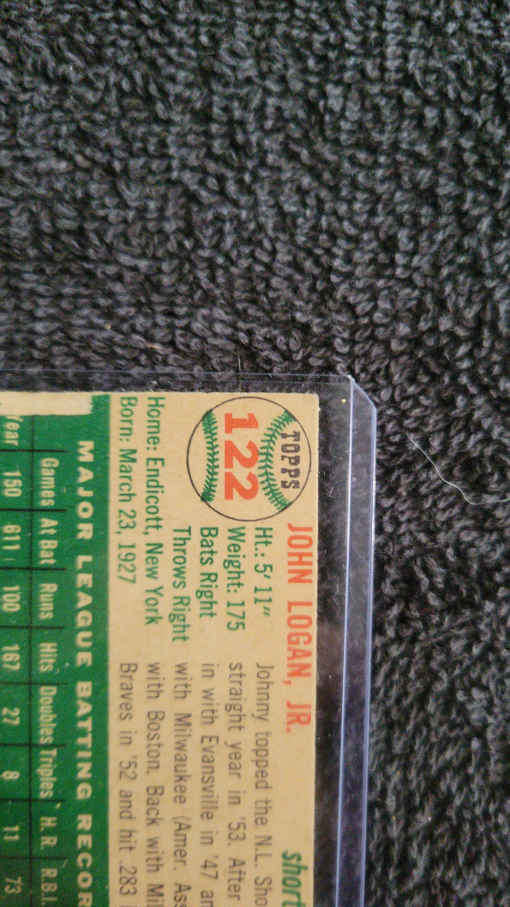 TOPPS
122
JOHN LOGAN, JR.
short
Ht.: 5' 11"
Weight: 175
Bats Right
Throws Right
Home: Endicott, New York
Born: March 23, 1927
Johnny topped the N.L. Sho
straight year in '53. After
in with Evansville in '47 an
with Milwaukee (Amer. Ass
with Boston. Back with Mil
Braves in '52 and hit .283
MAJOR LEAGUE BATTING RECOR
Year Games At Bat Runs Hits Doubles Triples H. R. R.B.I.
150 611 100 167 27 8 11 73